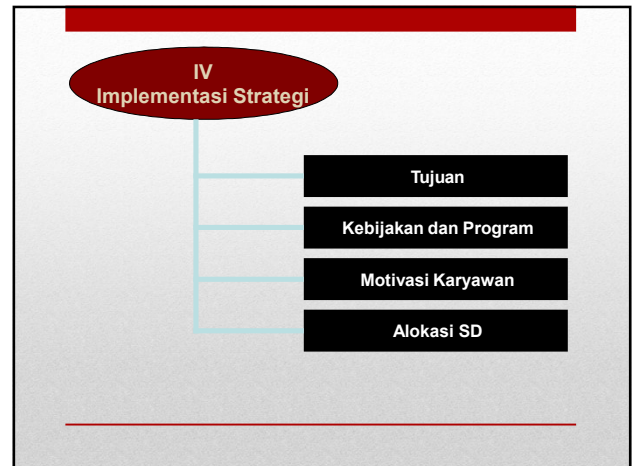 IV
Implementasi Strategi
Tujuan
Kebijakan dan Program
Motivasi Karyawan
Alokasi SD